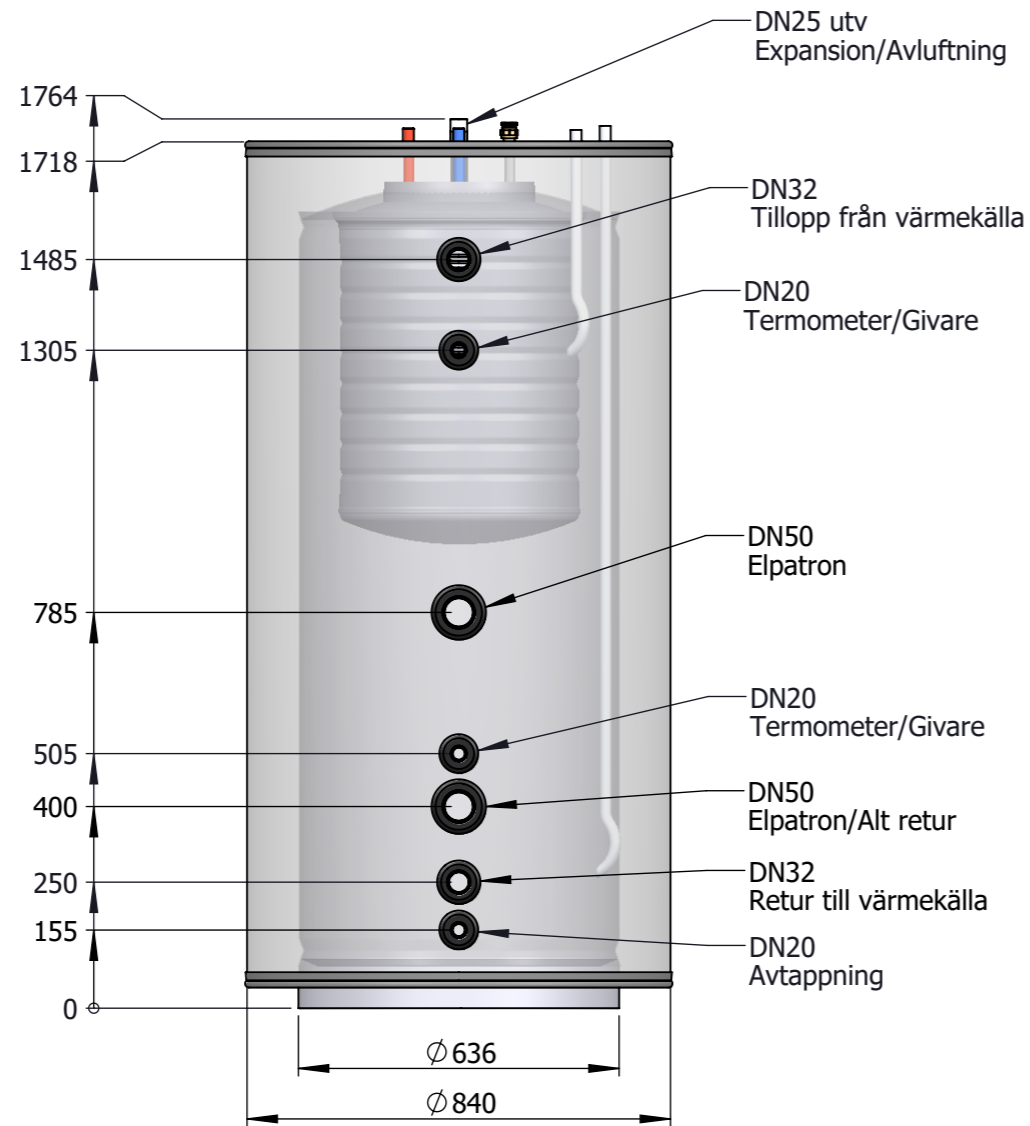 DN25 utv
Expansion/Avluftning
1764
1718
DN32
Tillopp från värmekälla
1485
DN20
Termometer/Givare
1305
DN50
Elpatron
785
DN20
Termometer/Givare
505
DN50
Elpatron/Alt retur
400
DN32
Retur till värmekälla
250
155
DN20
Avtappning
0
∅636
∅840